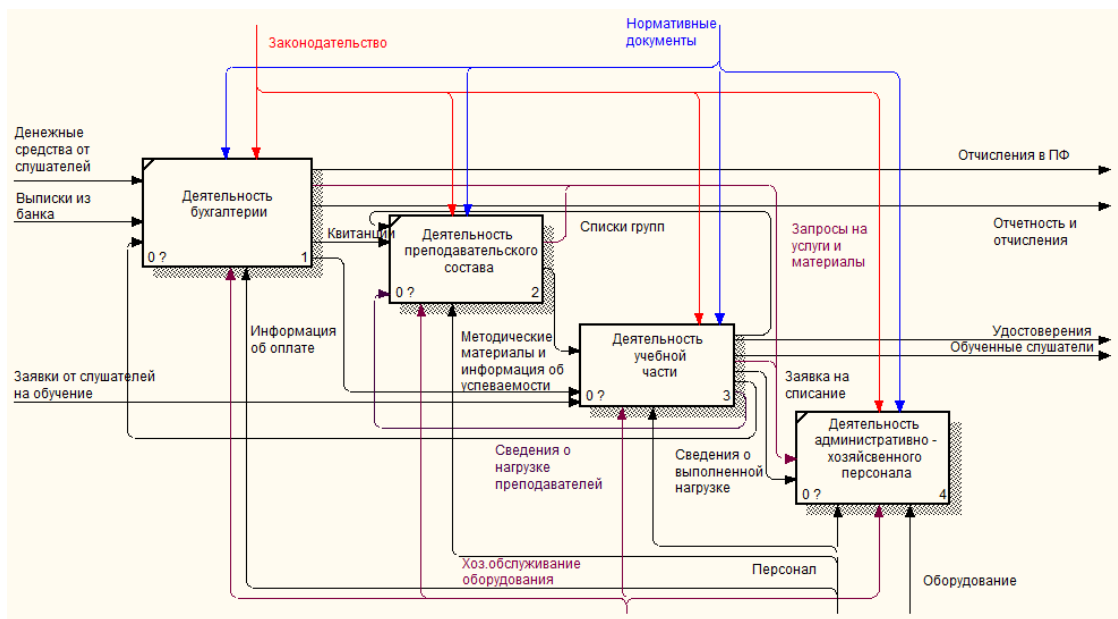 Нормативные
документы
Законодательство
Денежные
средства от
слушателей
Выписки из
банка
Деятельность
бухгалтерии
0 ?
1
Отчисления в ПФ
Отчетность и
отчисления
Квитанции
Деятельность
преподавательского
состава
0 ?
2
Списки групп
Запросы на
услуги и
материалы
Информация
об оплате
Методические
материалы и
информация об
успеваемости
Деятельность
учебной
части
0 ?
3
Удостоверения
Обученные слушатели
Заявки от слушателей
на обучение
Заявка на
списание
Деятельность
административно -
хозяйсвенного
персонала
0 ?
4
Сведения о
нагрузке
преподавателей
Сведения о
выполненной
нагрузке
Хоз.обслуживание
оборудования
Персонал
Оборудование